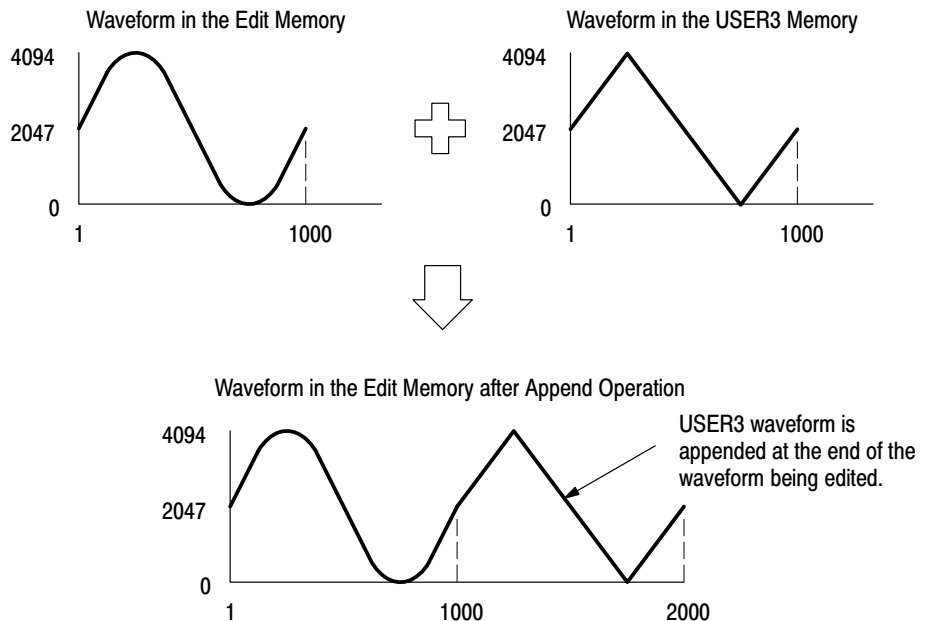 Waveform in the Edit Memory
Waveform in the USER3 Memory
4094
2047
0
1
1000
4094
2047
0
1
1000
Waveform in the Edit Memory after Append Operation
4094
2047
0
1
1000
2000
USER3 waveform is
appended at the end of the
waveform being edited.